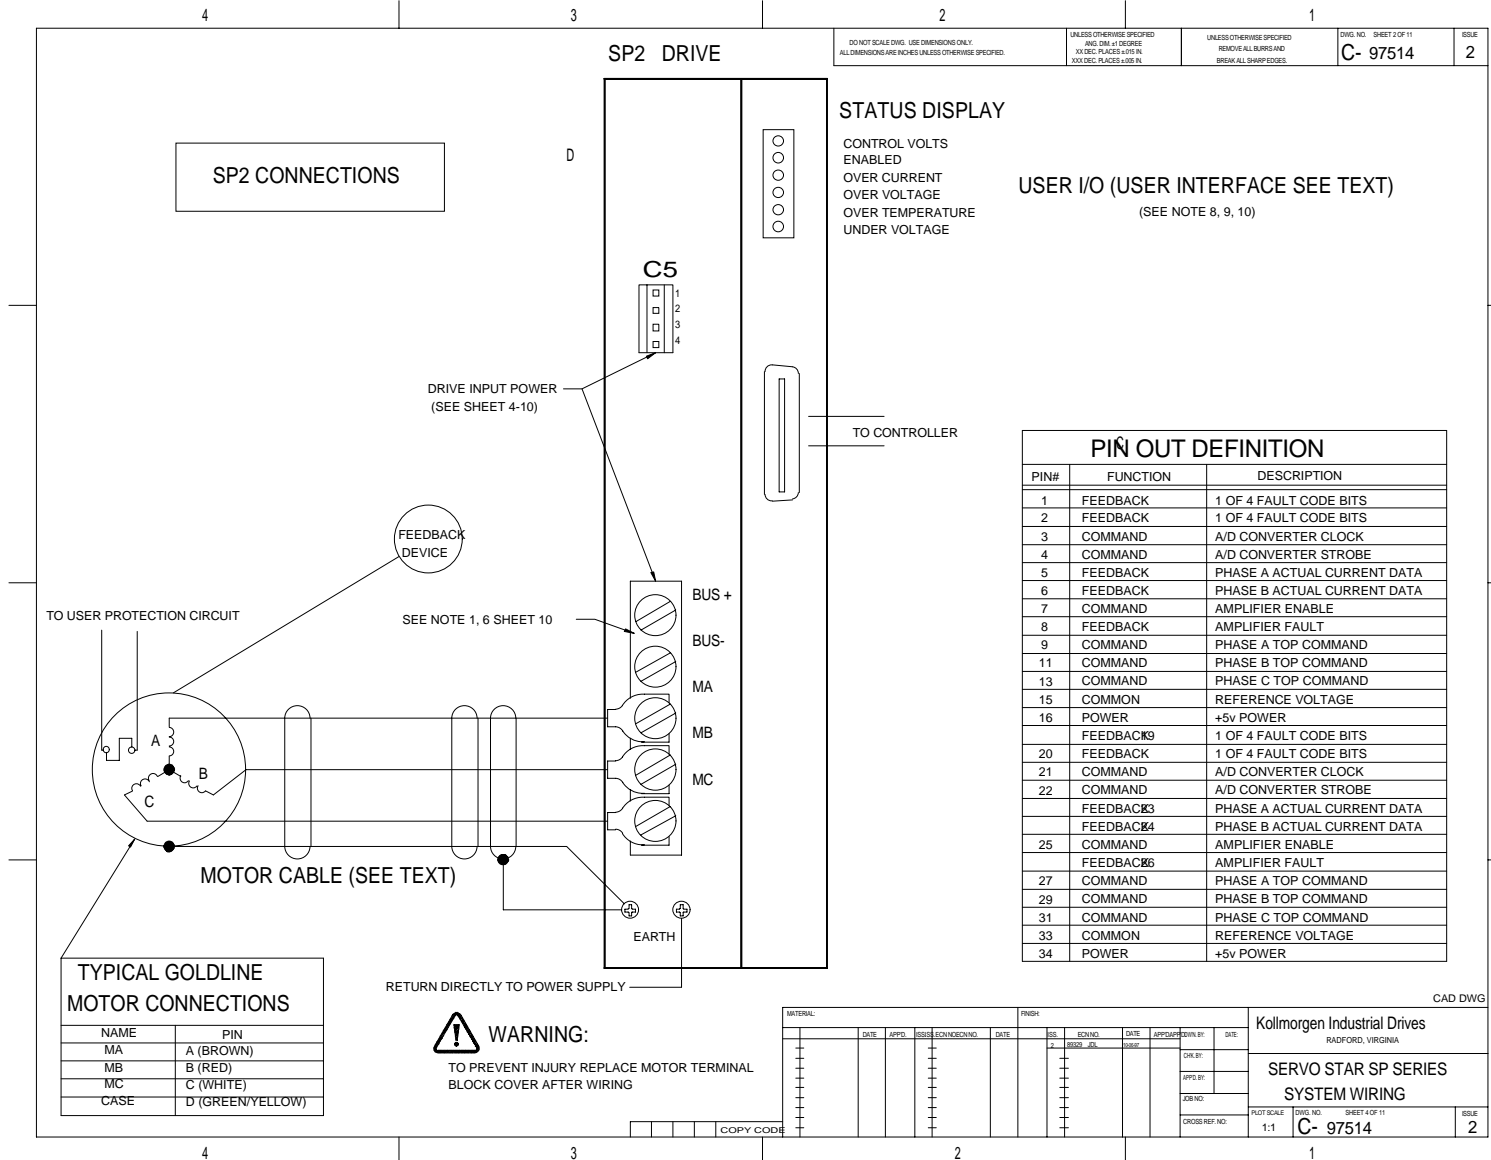 4 3 2 1
SP2 DRIVE
DO NOT SCALE DWG. USE DIMENSIONS ONLY.
ALL DIMENSIONS ARE INCHES UNLESS OTHERWISE SPECIFIED.
UNLESS OTHERWISE SPECIFIED
ANG. DIM. ±1 DEGREE
XX DEC. PLACES ±.015 IN.
XXX DEC. PLACES ±.005 IN.
UNLESS OTHERWISE SPECIFIED
REMOVE ALL BURRS AND
BREAK ALL SHARP EDGES.
DWG. NO. SHEET 2 OF 11
C- 97514
ISSUE
2
SP2 CONNECTIONS
D
STATUS DISPLAY
CONTROL VOLTS
ENABLED
OVER CURRENT
OVER VOLTAGE
OVER TEMPERATURE
UNDER VOLTAGE
USER I/O (USER INTERFACE SEE TEXT)
(SEE NOTE 8, 9, 10)
C5
1
2
3
4
DRIVE INPUT POWER
(SEE SHEET 4-10)
TO CONTROLLER
FEEDBACK
DEVICE
TO USER PROTECTION CIRCUIT
SEE NOTE 1, 6 SHEET 10
BUS +
BUS-
MA
MB
MC
A
B
C
MOTOR CABLE (SEE TEXT)
EARTH
RETURN DIRECTLY TO POWER SUPPLY
C
PIN OUT DEFINITION
PIN# FUNCTION DESCRIPTION
1 FEEDBACK 1 OF 4 FAULT CODE BITS
2 FEEDBACK 1 OF 4 FAULT CODE BITS
3 COMMAND A/D CONVERTER CLOCK
4 COMMAND A/D CONVERTER STROBE
5 FEEDBACK PHASE A ACTUAL CURRENT DATA
6 FEEDBACK PHASE B ACTUAL CURRENT DATA
7 COMMAND AMPLIFIER ENABLE
8 FEEDBACK AMPLIFIER FAULT
9 COMMAND PHASE A TOP COMMAND
11 COMMAND PHASE B TOP COMMAND
13 COMMAND PHASE C TOP COMMAND
15 COMMON REFERENCE VOLTAGE
16 POWER +5v POWER
FEEDBACK19 1 OF 4 FAULT CODE BITS
20 FEEDBACK 1 OF 4 FAULT CODE BITS
21 COMMAND A/D CONVERTER CLOCK
22 COMMAND A/D CONVERTER STROBE
FEEDBACK23 PHASE A ACTUAL CURRENT DATA
FEEDBACK24 PHASE B ACTUAL CURRENT DATA
25 COMMAND AMPLIFIER ENABLE
FEEDBACK26 AMPLIFIER FAULT
27 COMMAND PHASE A TOP COMMAND
29 COMMAND PHASE B TOP COMMAND
31 COMMAND PHASE C TOP COMMAND
33 COMMON REFERENCE VOLTAGE
34 POWER +5v POWER
TYPICAL GOLDLINE
MOTOR CONNECTIONS
NAME PIN
MA A (BROWN)
MB B (RED)
MC C (WHITE)
CASE D (GREEN/YELLOW)
WARNING:
TO PREVENT INJURY REPLACE MOTOR TERMINAL
BLOCK COVER AFTER WIRING
COPY CODE
CAD DWG
MATERIAL: FINISH:
DATE APPD. ISS ECN NO DATE ISS. ECN NO. DATE APPD
2 89329 JDL
DWN. BY: DATE:
CHK. BY:
APP'D. BY:
JOB NO:
CROSS REF. NO:
Kollmorgen Industrial Drives
RADFORD, VIRGINIA
SERVO STAR SP SERIES
SYSTEM WIRING
PLOT SCALE
1:1
DWG. NO. SHEET 4 OF 11
C- 97514
ISSUE
2
4 3 2 1